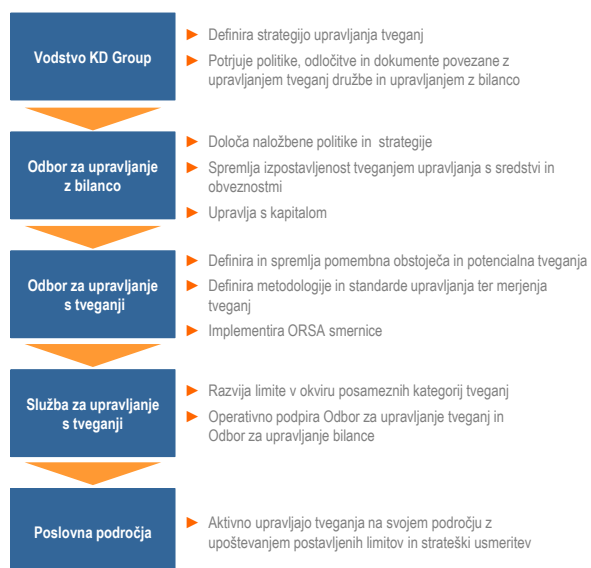 Vodstvo KD Group
► Definira strategijo upravljanja tveganj
► Potrjuje politike, odločitve in dokumente povezane z
upravljanjem tveganj družbe in upravljanjem z bilanco
Odbor za upravljanje
z bilanco
► Določa naložbene politike in strategije
► Spremlja izpostavljenost tveganjem upravljanja s sredstvi in
obveznostmi
► Upravlja s kapitalom
Odbor za upravljanje
s tveganji
► Definira in spremlja pomembna obstoječa in potencialna tveganja
► Definira metodologije in standarde upravljanja ter merjenja
tveganj
► Implementira ORSA smernice
Služba za upravljanje
s tveganji
► Razvija limite v okviru posameznih kategorij tveganj
► Operativno podpira Odbor za upravljanje tveganj in
Odbor za upravljanje bilance
Poslovna področja
► Aktivno upravljajo tveganja na svojem področju z
upoštevanjem postavljenih limitov in strateški usmeritev